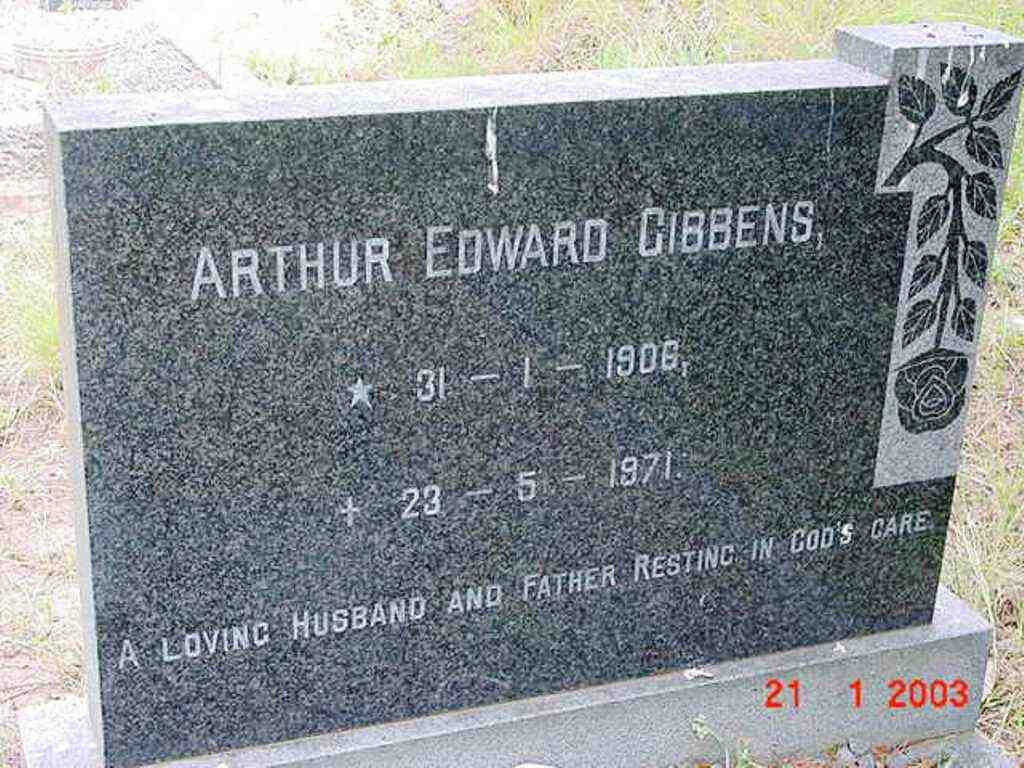 ARTHUR EDWARD GIBBENS,
★ 31 – 1 – 1906,
+ 23 – 5 – 1971.
A LOVING HUSBAND AND FATHER RESTING IN GOD'S CARE.
21 1 2003